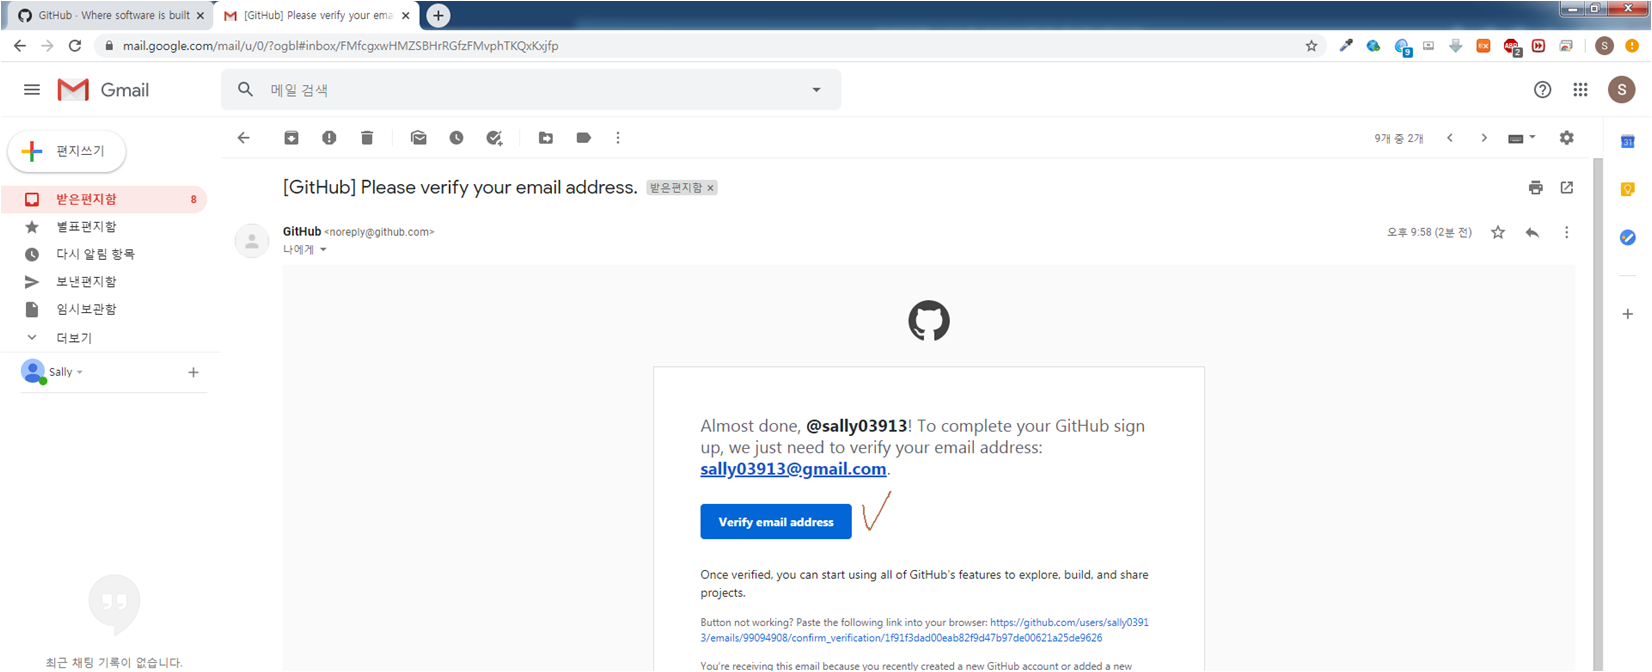 GitHub - Where software is built
[GitHub] Please verify your ema
mail.google.com/mail/u/0/?ogbl#inbox/FMfcgxwHMZSBHrRGfzFMvphTKQxKxjfp
9
2
S
Gmail
메일 검색
S
편지쓰기
9개 중 2개
31
받은편지함 8
별표편지함
다시 알림 항목
보낸편지함
임시보관함
더보기
Sally
최근 채팅 기록이 없습니다.
[GitHub] Please verify your email address. 받은편지함 x
GitHub <noreply@github.com>
오후 9:58 (2분 전)
나에게
Almost done, @sally03913! To complete your GitHub sign
up, we just need to verify your email address:
sally03913@gmail.com.
Verify email address
Once verified, you can start using all of GitHub's features to explore, build, and share
projects.
Button not working? Paste the following link into your browser: https://github.com/users/sally0391
3/emails/99094908/confirm_verification/1f91f3dad00eab82f9d47b97de00621a25de9626
You're receiving this email because you recently created a new GitHub account or added a new